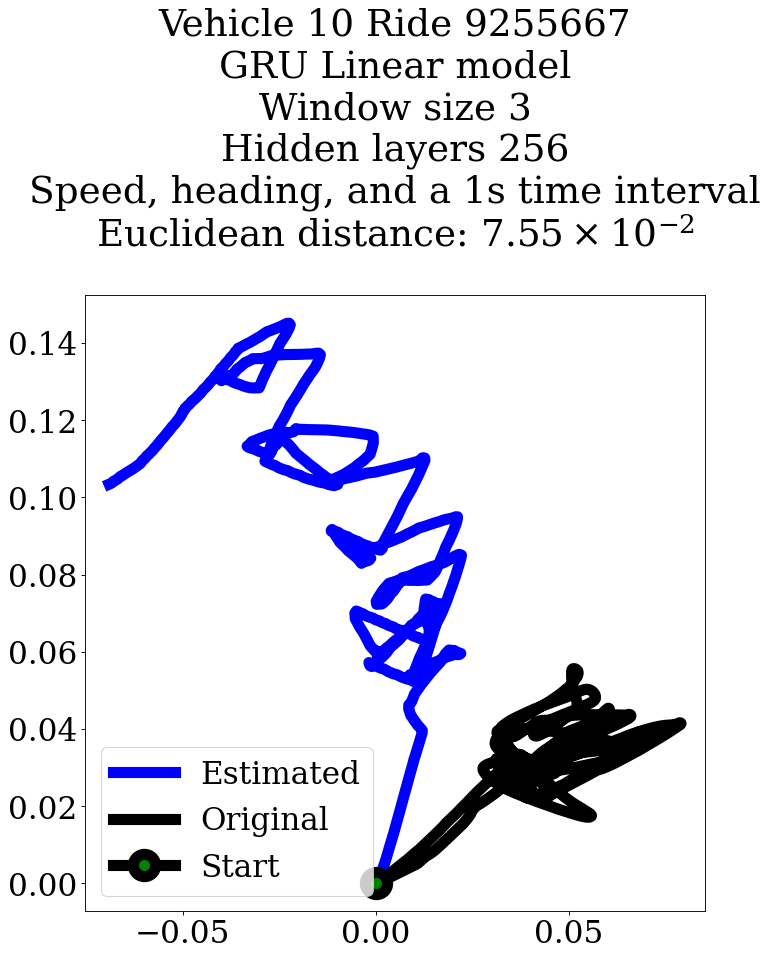 Vehicle 10 Ride 9255667
GRU Linear model
Window size 3
Hidden layers 256
Speed, heading, and a 1s time interval
Euclidean distance: 7.55 × 10⁻²
0.14
0.12
0.10
0.08
0.06
0.04
0.02
0.00
Estimated
Original
Start
−0.05
0.00
0.05